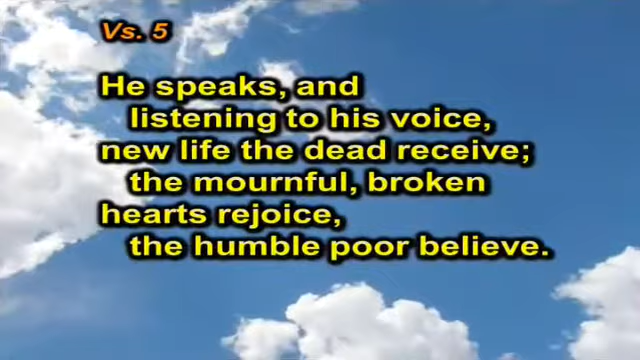 Vs. 5
He speaks, and
listening to his voice,
new life the dead receive;
the mournful, broken
hearts rejoice,
the humble poor believe.